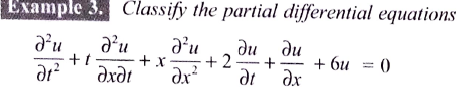 Example 3. Classify the partial differential equations
∂²u/∂t² + t ∂²u/∂x∂t + x ∂²u/∂x² + 2 ∂u/∂t + ∂u/∂x + 6u = 0